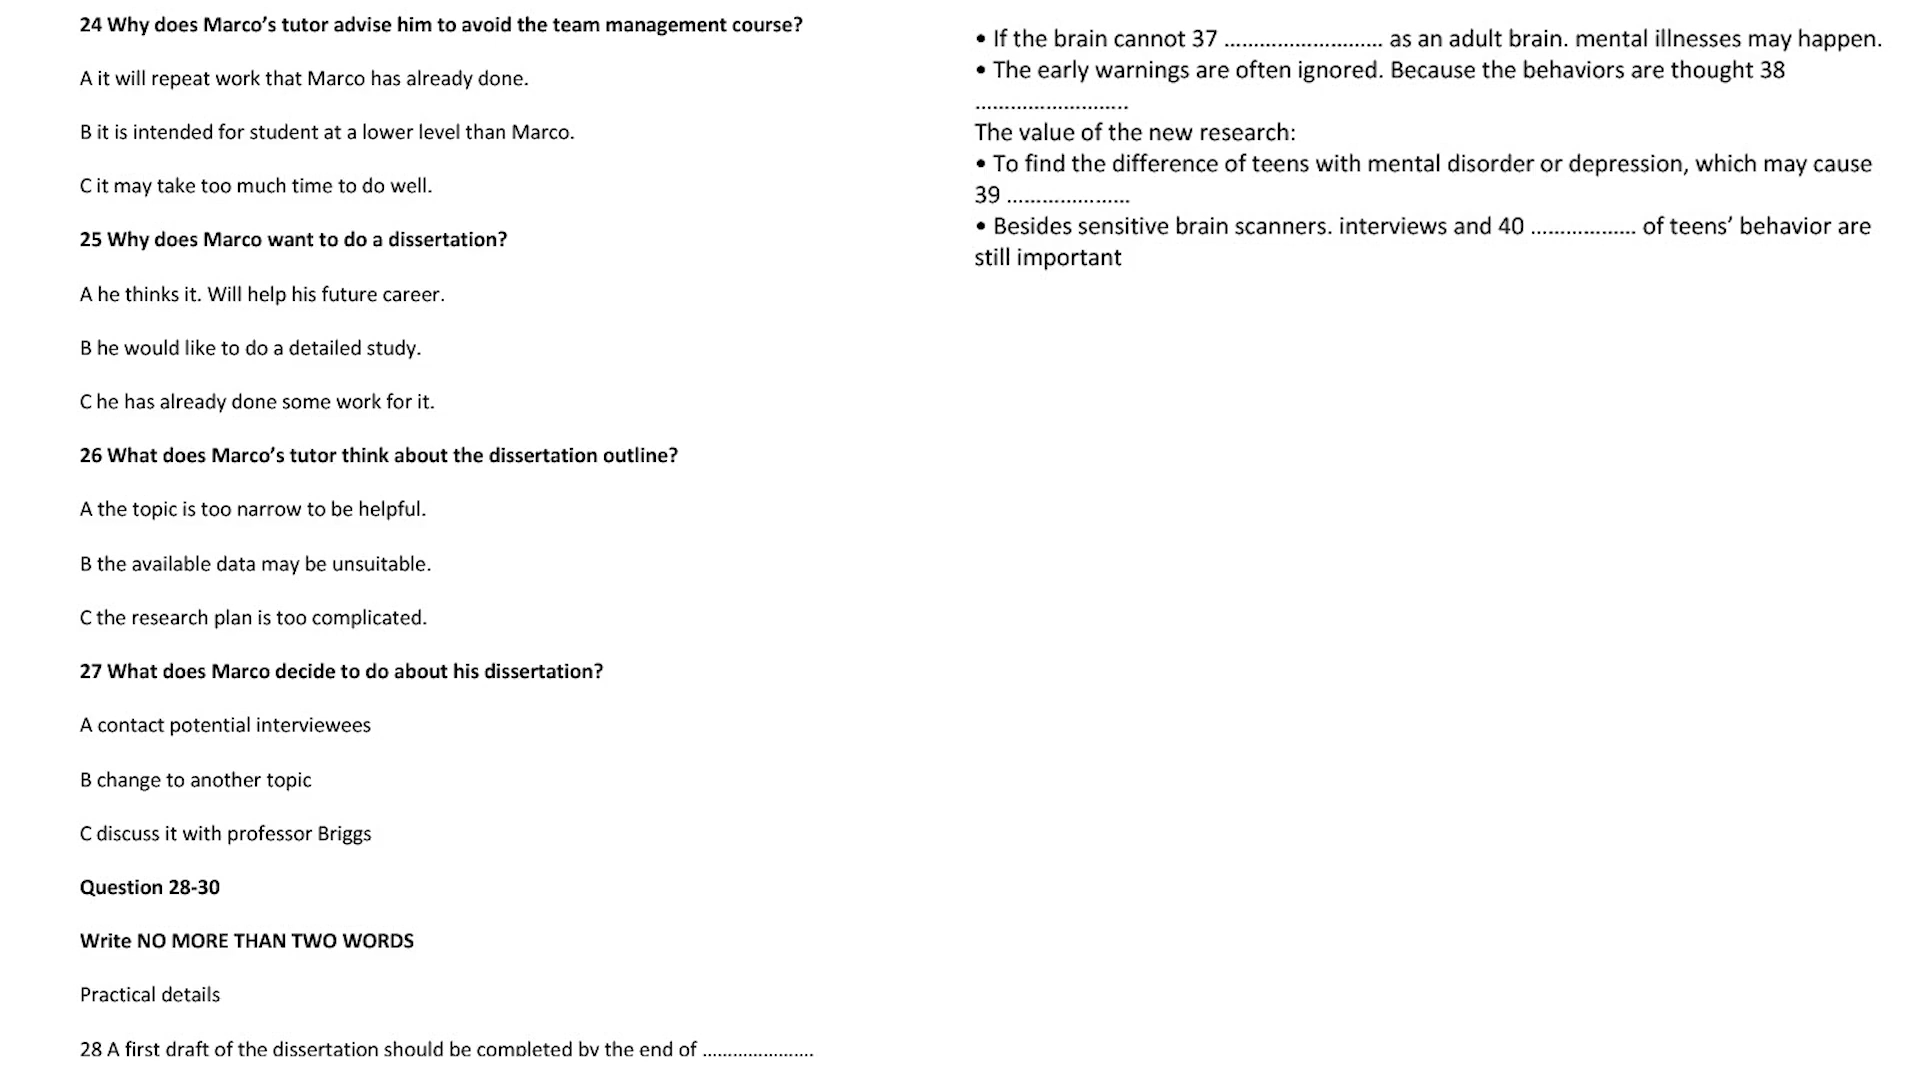 24 Why does Marco’s tutor advise him to avoid the team management course?
A it will repeat work that Marco has already done.
B it is intended for student at a lower level than Marco.
C it may take too much time to do well.
25 Why does Marco want to do a dissertation?
A he thinks it. Will help his future career.
B he would like to do a detailed study.
C he has already done some work for it.
26 What does Marco’s tutor think about the dissertation outline?
A the topic is too narrow to be helpful.
B the available data may be unsuitable.
C the research plan is too complicated.
27 What does Marco decide to do about his dissertation?
A contact potential interviewees
B change to another topic
C discuss it with professor Briggs
Question 28-30
Write NO MORE THAN TWO WORDS
Practical details
28 A first draft of the dissertation should be completed by the end of ......................
• If the brain cannot 37 ........................... as an adult brain. mental illnesses may happen.
• The early warnings are often ignored. Because the behaviors are thought 38
..........................
The value of the new research:
• To find the difference of teens with mental disorder or depression, which may cause
39 .....................
• Besides sensitive brain scanners. interviews and 40 .................. of teens’ behavior are
still important